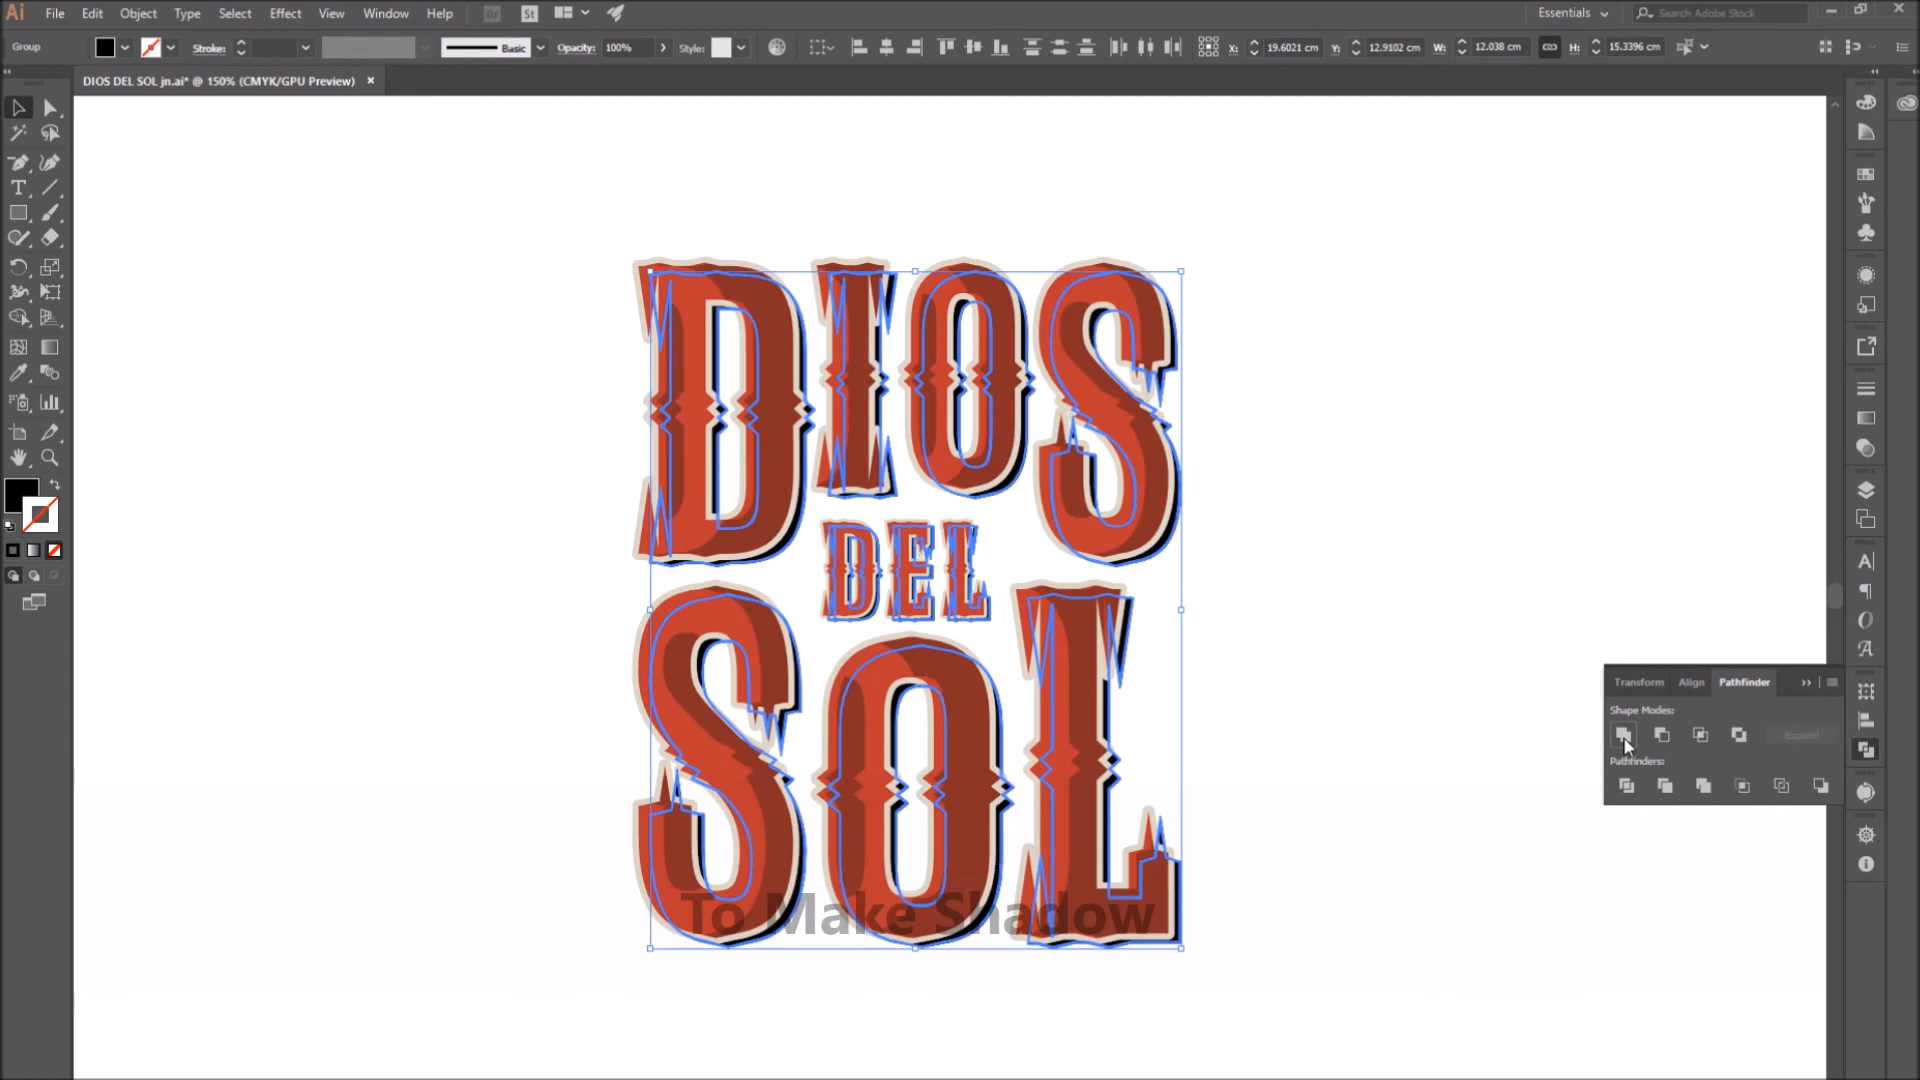 Ai File Edit Object Type Select Effect View Window Help Br St Essentials Search Adobe Stock
Group Stroke: Basic Opacity: 100% Style: X: 19.6021 cm Y: 12.9102 cm W: 12.038 cm H: 15.3396 cm
DIOS DEL SOL jn.ai* @ 150% (CMYK/GPU Preview)
DIOS
DEL
SOL
Transform Align Pathfinder
Shape Modes:
Expand
Pathfinders:
To Make Shadow